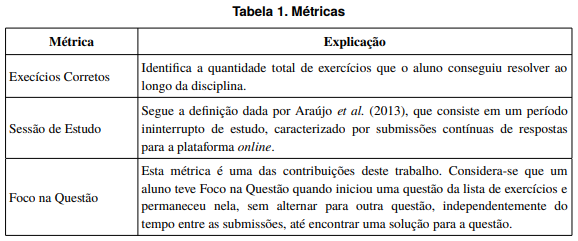 Tabela 1. Métricas
Métrica
Explicação
Execícios Corretos
Identifica a quantidade total de exercícios que o aluno conseguiu resolver ao
longo da disciplina.
Sessão de Estudo
Segue a definição dada por Araújo et al. (2013), que consiste em um período
ininterrupto de estudo, caracterizado por submissões contínuas de respostas
para a plataforma online.
Foco na Questão
Esta métrica é uma das contribuições deste trabalho. Considera-se que um
aluno teve Foco na Questão quando iniciou uma questão da lista de exercícios e
permaneceu nela, sem alternar para outra questão, independentemente do
tempo entre as submissões, até encontrar uma solução para a questão.